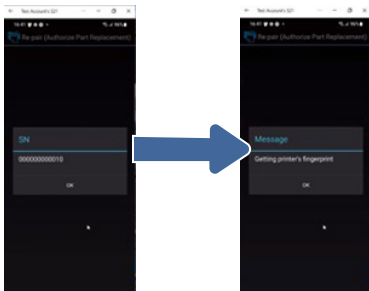 Test Account's S21
Re-pair (Authorize Part Replacement)
SN
000000000010
OK
Test Account's S21
Re-pair (Authorize Part Replacement)
Message
Getting printer's fingerprint
OK